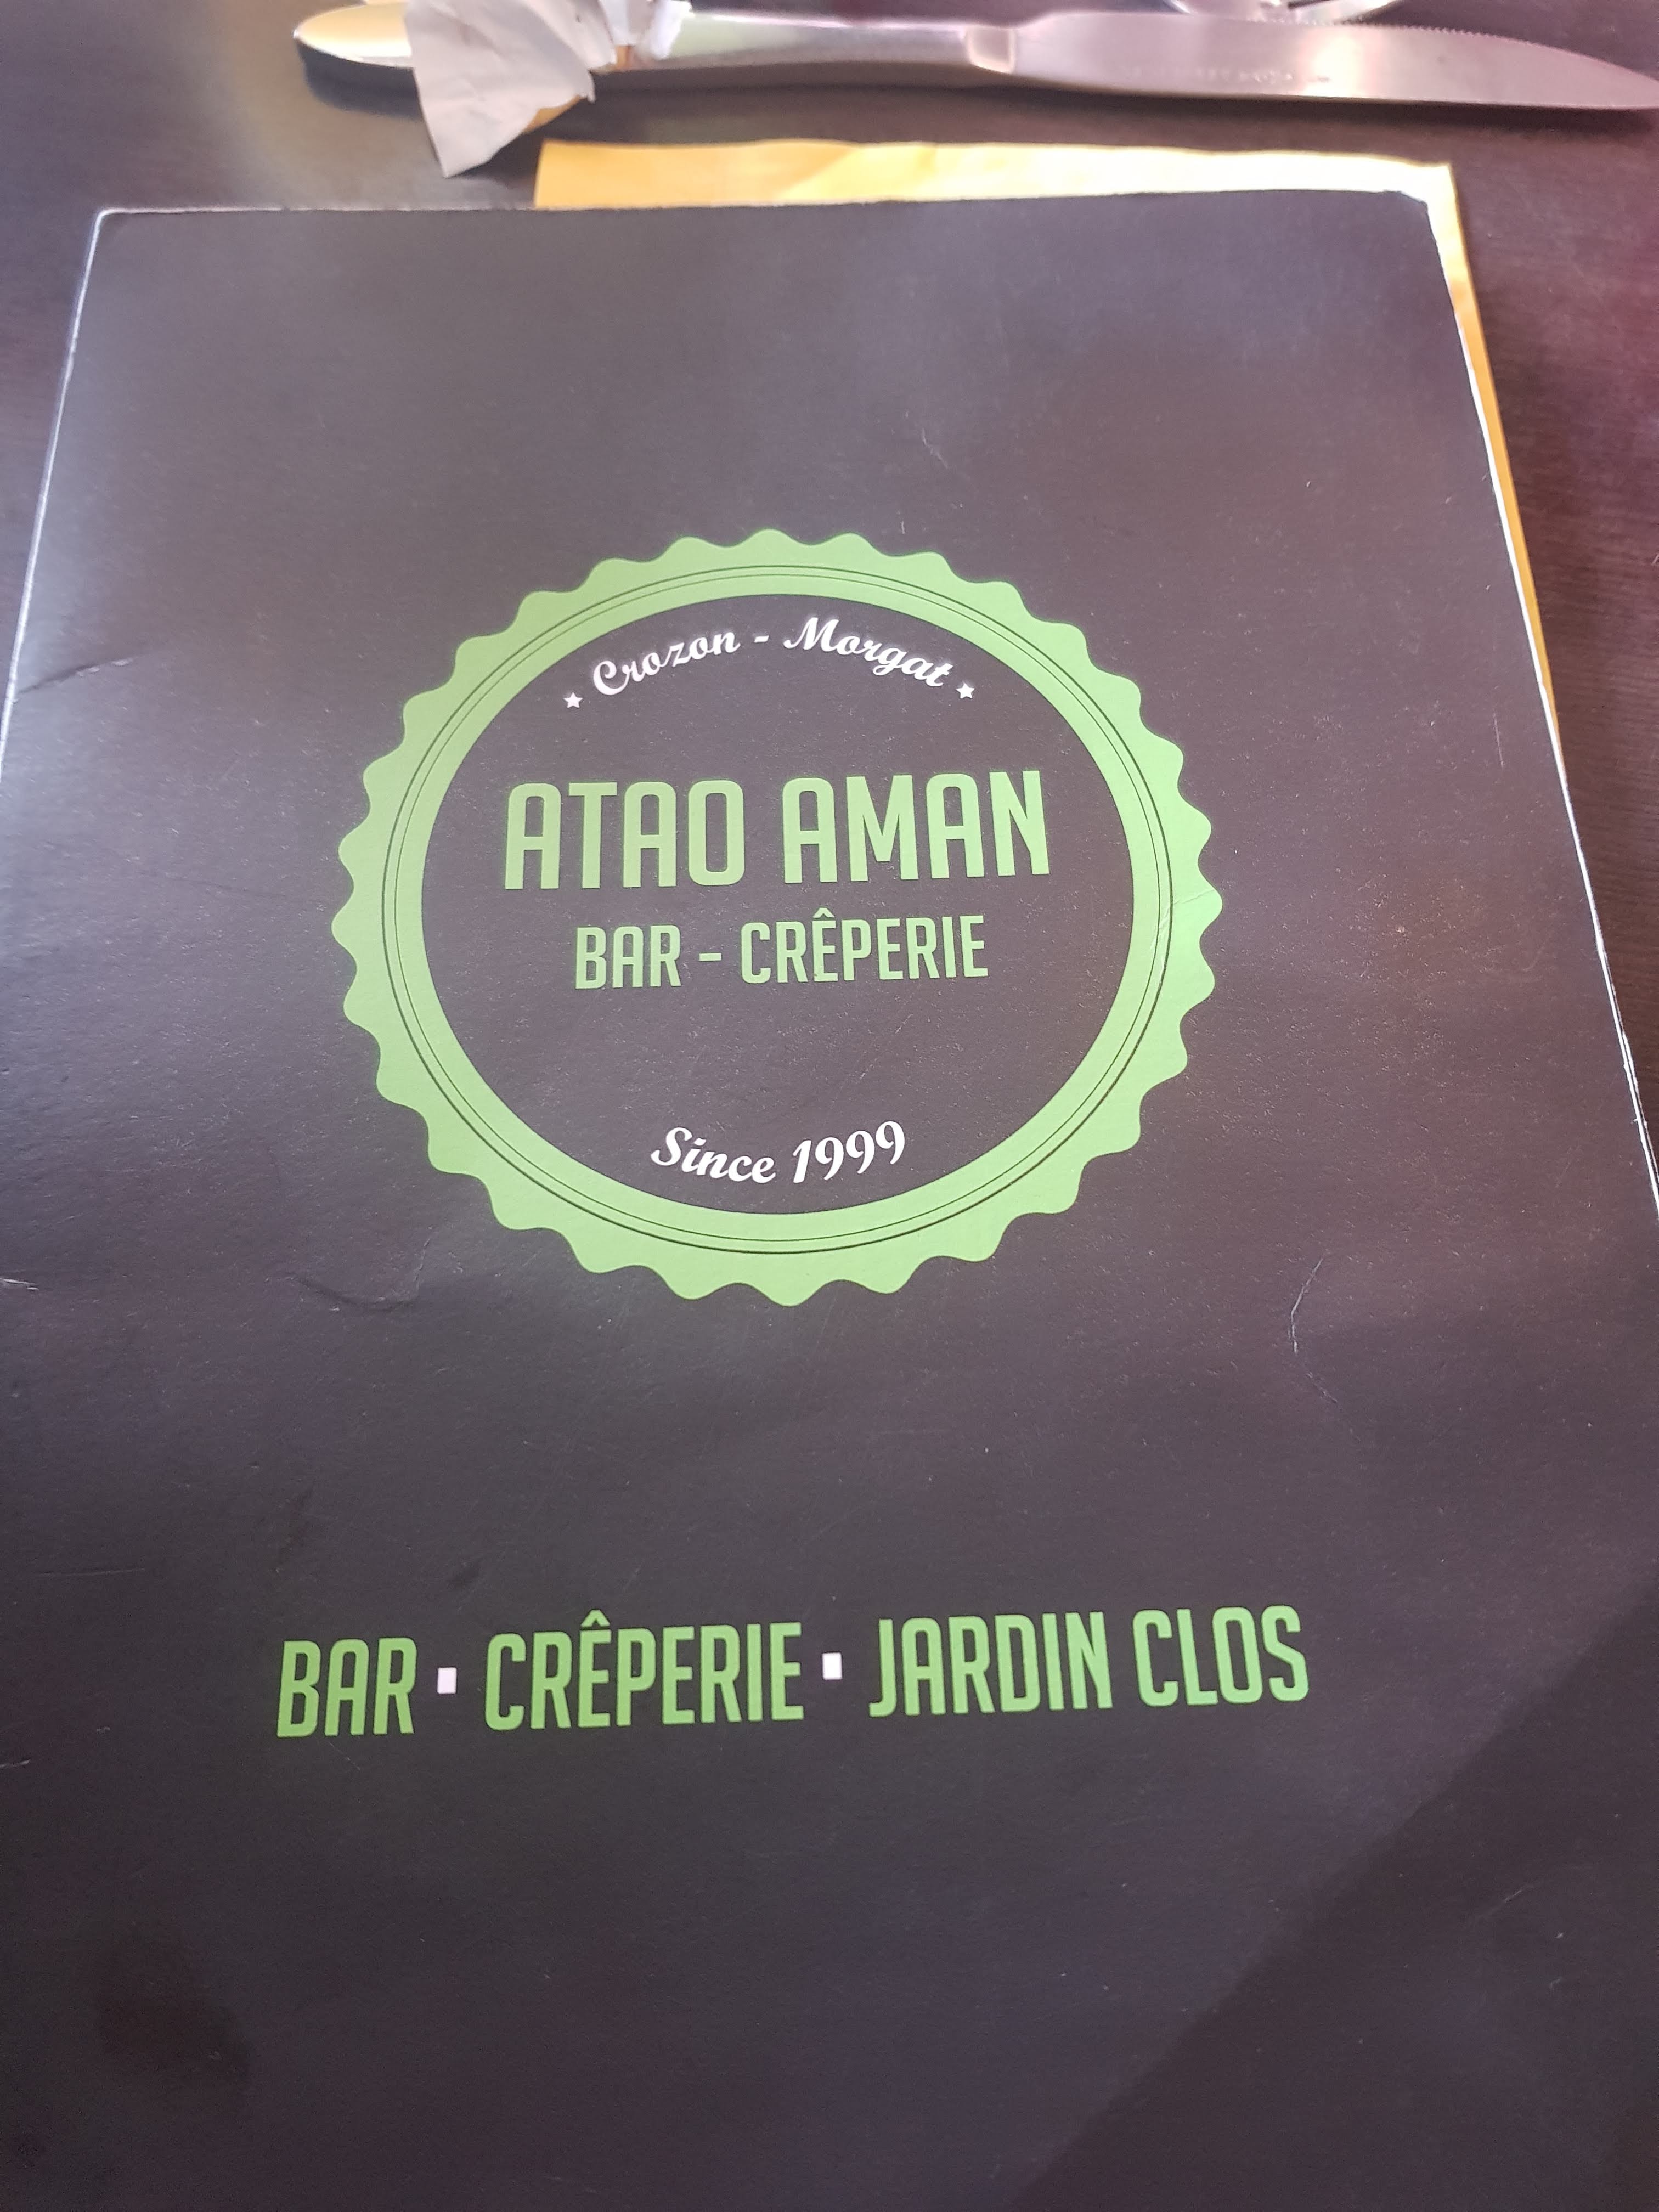 Crozon - Morgat
ATAO AMAN
BAR - CRÊPERIE
Since 1999
BAR · CRÊPERIE · JARDIN CLOS